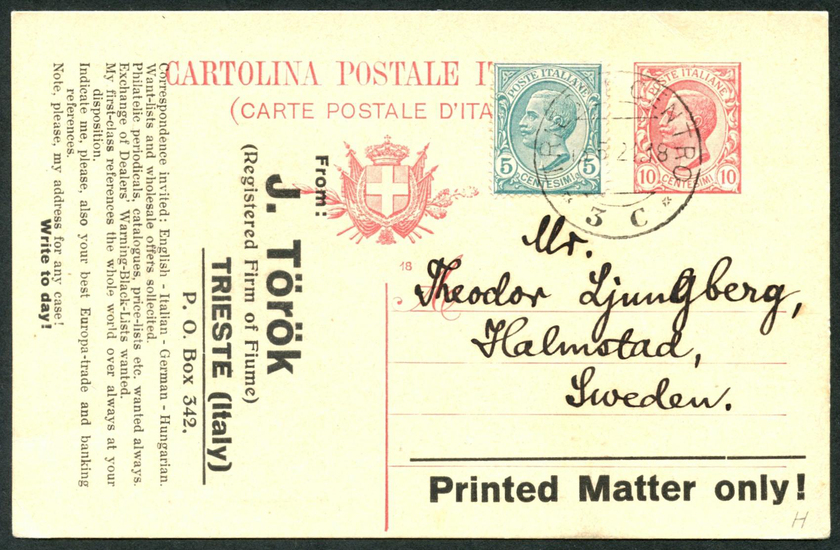 CARTOLINA POSTALE I
(CARTE POSTALE D'ITA
POSTE ITALIANE
5 5
CENTESIMI
POSTE ITALIANE
10 10
CENTESIMI
CENTRO
* 3 C *
18
Mr.
Theodor Ljungberg,
Halmstad,
Sweden.
Printed Matter only!
H
From:
J. Török
(Registered Firm of Fiume)
TRIESTE (Italy)
P. O. Box 342.
Correspondence invited: English - Italian - German - Hungarian.
Want-lists and wholesale offers sollecited.
Philatelic periodicals, catalogues, price-lists etc. wanted always.
Exchange of Dealers' Warning-Black-Lists wanted.
My first-class references the whole world over always at your
disposition.
Indicate me, please, also your best Europa-trade and banking
references.
Note, please, my address for any case!
Write to day!